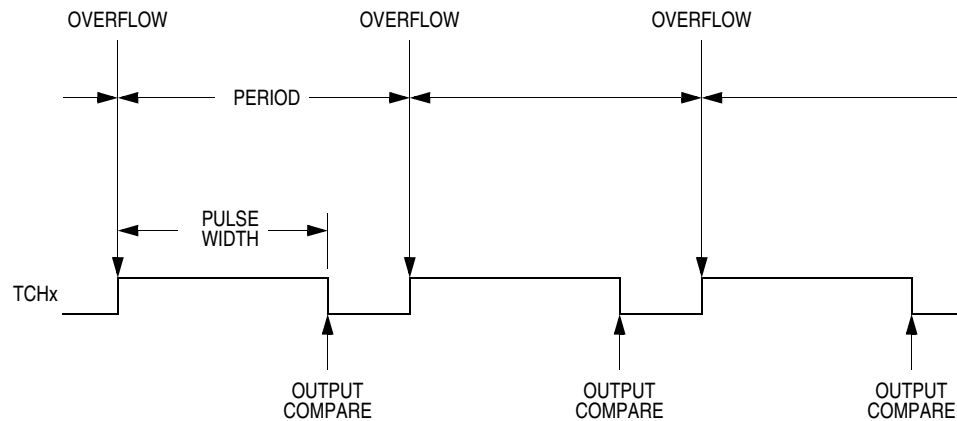 OVERFLOW
OVERFLOW
OVERFLOW
PERIOD
PULSE
WIDTH
TCHx
OUTPUT
COMPARE
OUTPUT
COMPARE
OUTPUT
COMPARE